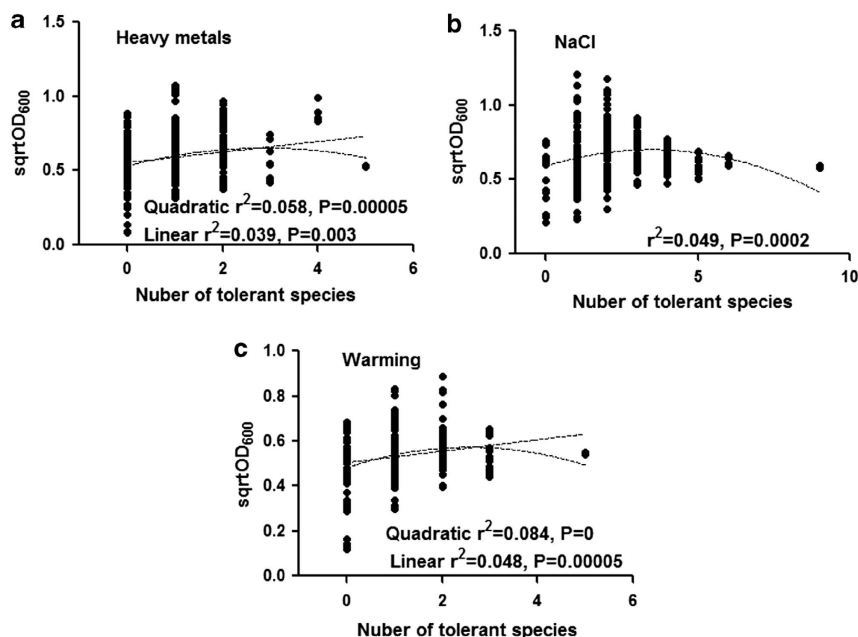 a
Heavy metals
sqrtOD600
1.5
1.0
0.5
0.0
Quadratic r2=0.058, P=0.00005
Linear r2=0.039, P=0.003
0 2 4 6
Nuber of tolerant species
b
NaCl
sqrtOD600
1.5
1.0
0.5
0.0
r2=0.049, P=0.0002
0 5 10
Nuber of tolerant species
c
Warming
sqrtOD600
1.0
0.8
0.6
0.4
0.2
0.0
Quadratic r2=0.084, P=0
Linear r2=0.048, P=0.00005
0 2 4 6
Nuber of tolerant species